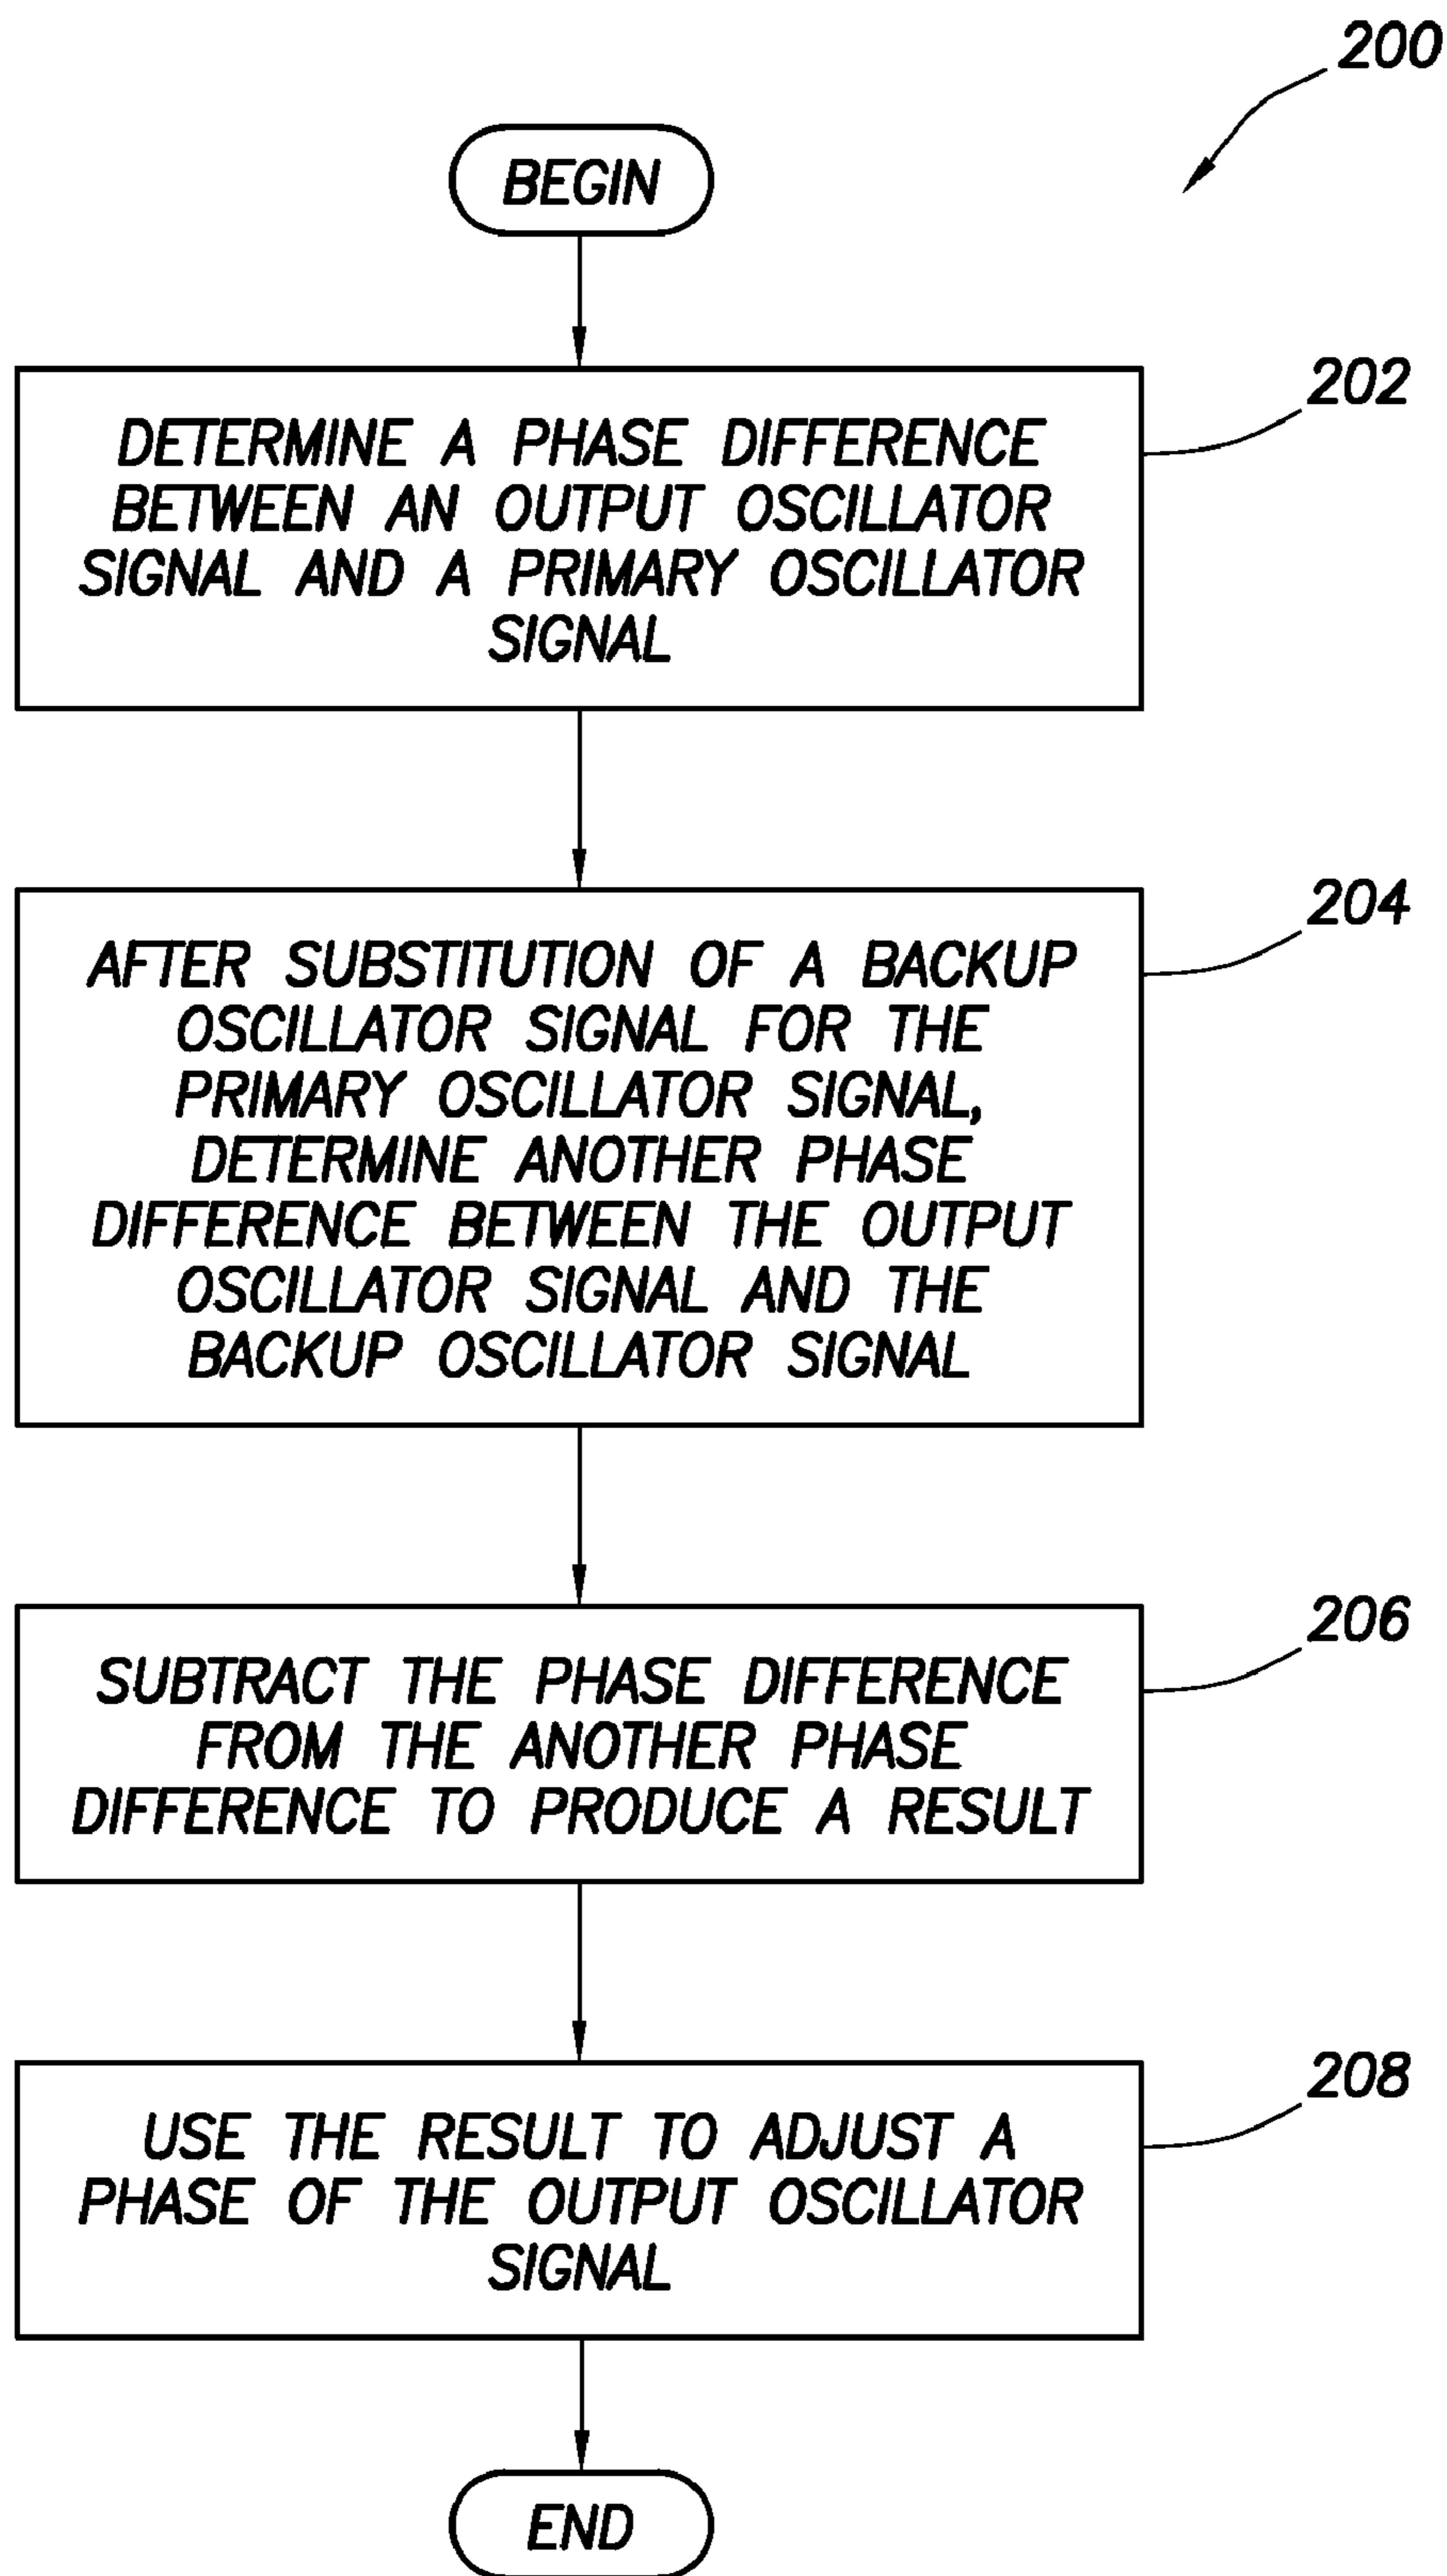 200
BEGIN
202
DETERMINE A PHASE DIFFERENCE
BETWEEN AN OUTPUT OSCILLATOR
SIGNAL AND A PRIMARY OSCILLATOR
SIGNAL
204
AFTER SUBSTITUTION OF A BACKUP
OSCILLATOR SIGNAL FOR THE
PRIMARY OSCILLATOR SIGNAL,
DETERMINE ANOTHER PHASE
DIFFERENCE BETWEEN THE OUTPUT
OSCILLATOR SIGNAL AND THE
BACKUP OSCILLATOR SIGNAL
206
SUBTRACT THE PHASE DIFFERENCE
FROM THE ANOTHER PHASE
DIFFERENCE TO PRODUCE A RESULT
208
USE THE RESULT TO ADJUST A
PHASE OF THE OUTPUT OSCILLATOR
SIGNAL
END